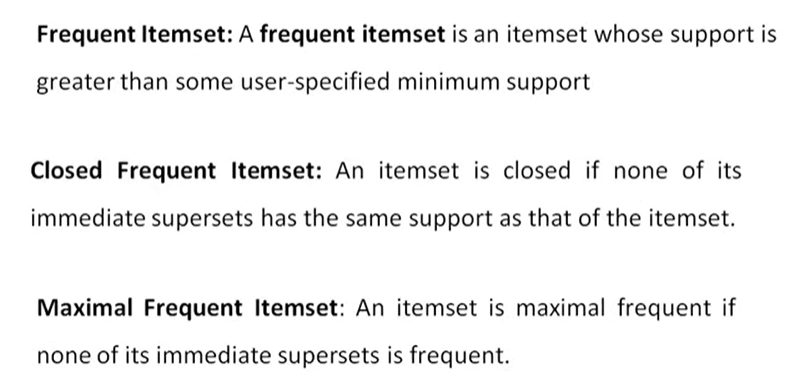 Frequent Itemset: A frequent itemset is an itemset whose support is
greater than some user-specified minimum support
Closed Frequent Itemset: An itemset is closed if none of its
immediate supersets has the same support as that of the itemset.
Maximal Frequent Itemset: An itemset is maximal frequent if
none of its immediate supersets is frequent.